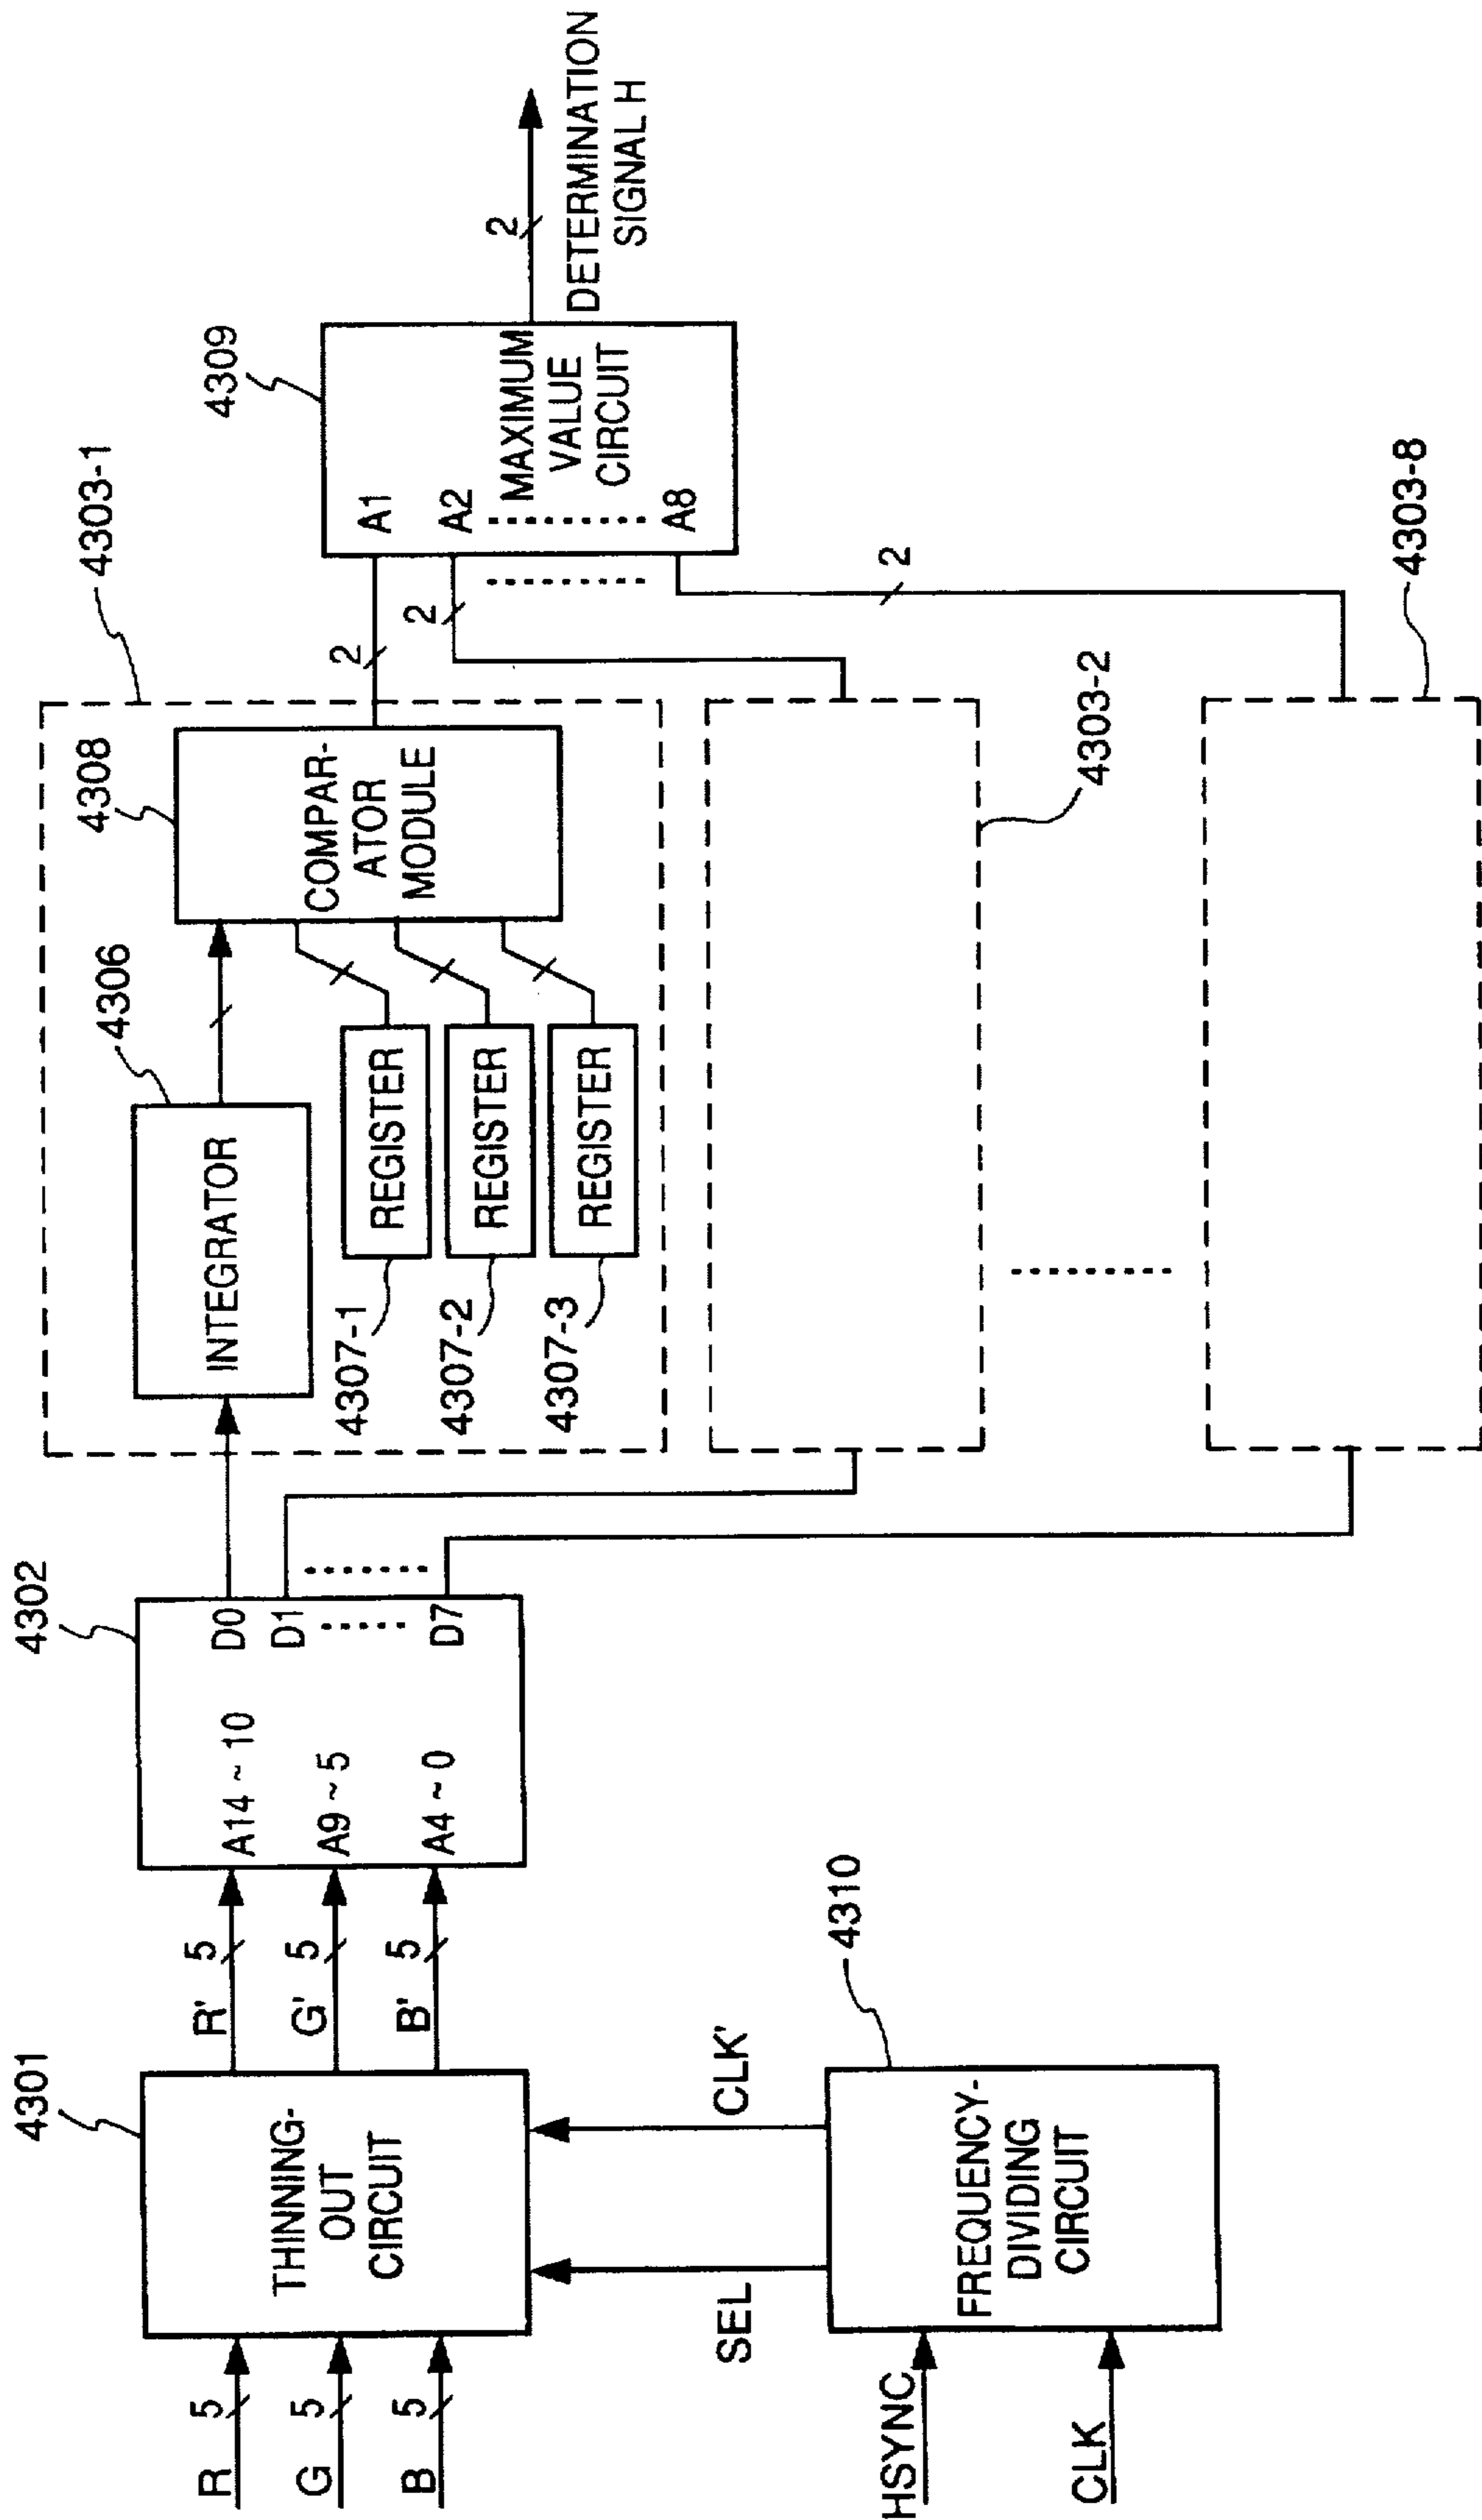 R
5
G
5
B
5
4301
THINNING-
OUT
CIRCUIT
R'
5
G'
5
B'
5
4302
A14~10
A9~5
A4~0
D0
D1
D7
SEL
CLK'
HSYNC
CLK
FREQUENCY-
DIVIDING
CIRCUIT
4310
4303-1
4306
INTEGRATOR
4307-1
REGISTER
4307-2
REGISTER
4307-3
REGISTER
4308
COMPAR-
ATOR
MODULE
2
2
2
4303-2
4303-8
4309
A1
A2
A8
MAXIMUM
VALUE
CIRCUIT
2
DETERMINATION
SIGNAL H